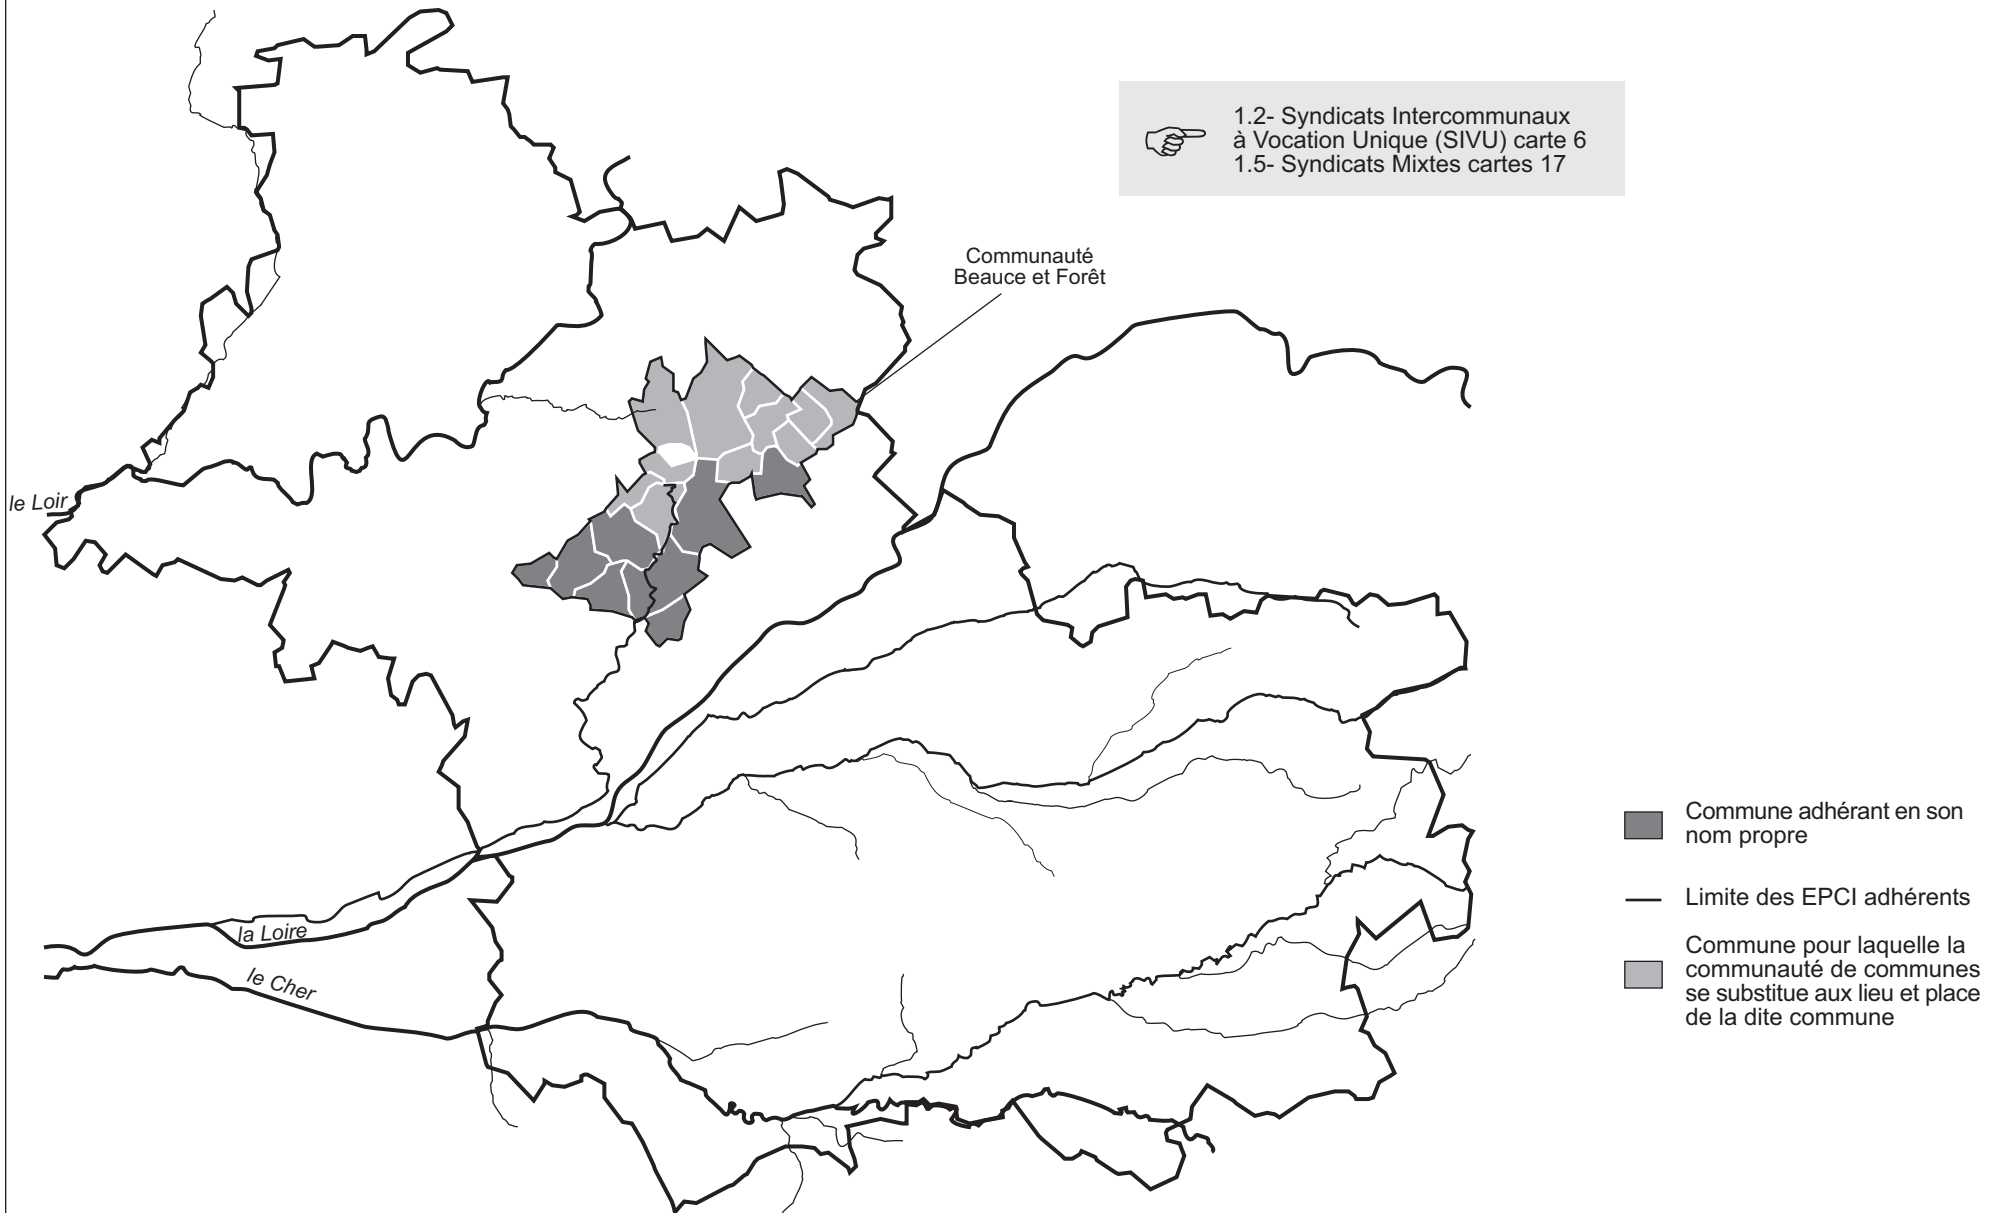 1.2- Syndicats Intercommunaux
à Vocation Unique (SIVU) carte 6
1.5- Syndicats Mixtes cartes 17
Communauté
Beauce et Forêt
le Loir
la Loire
le Cher
Commune adhérant en son
nom propre
Limite des EPCI adhérents
Commune pour laquelle la
communauté de communes
se substitue aux lieu et place
de la dite commune